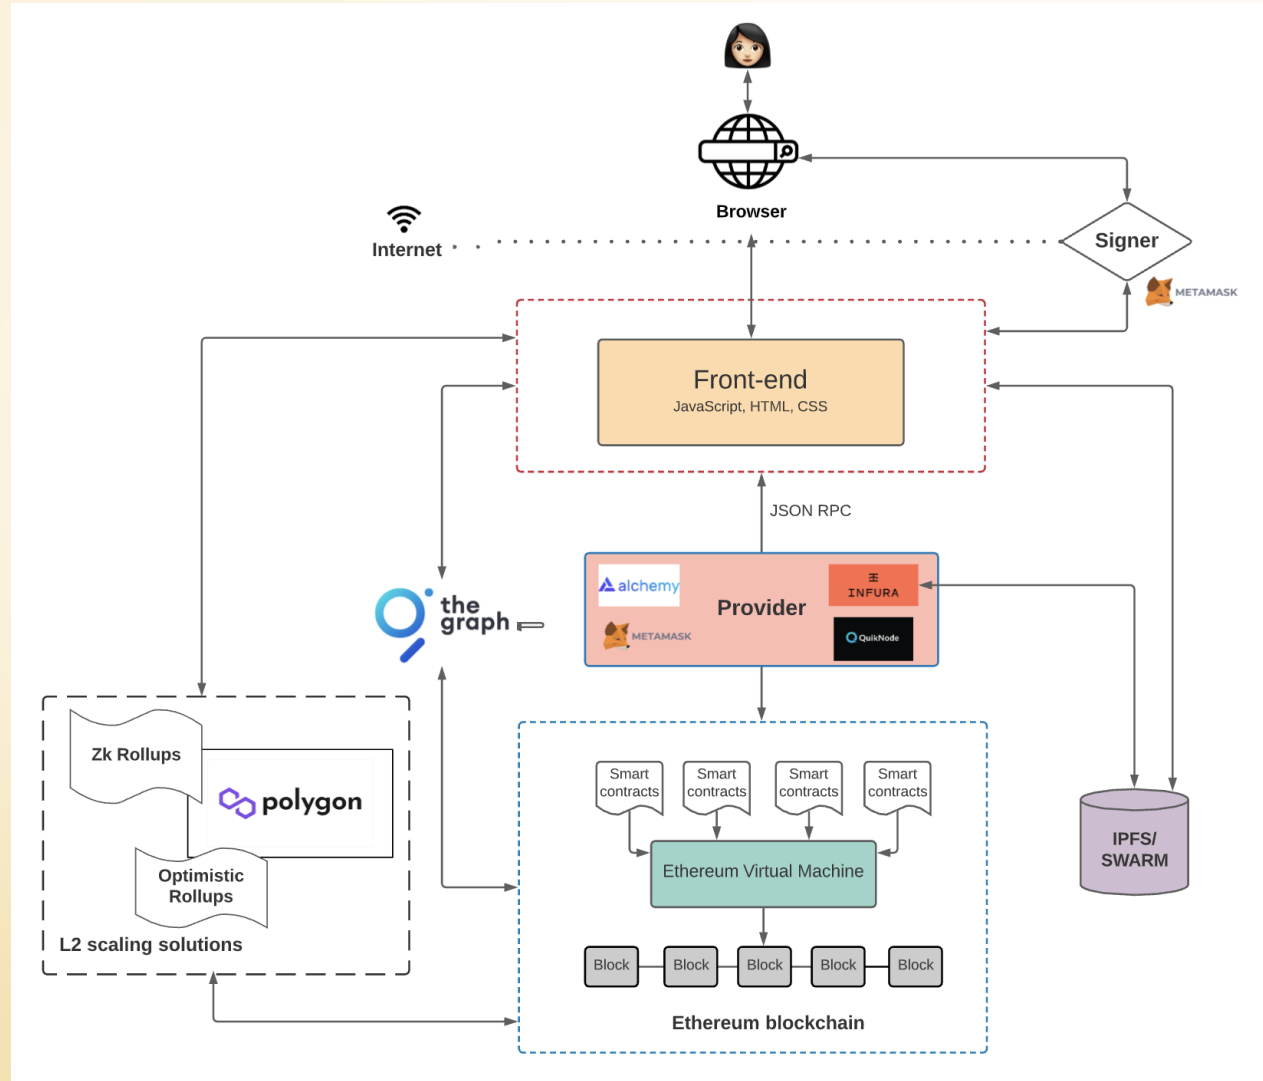 Browser
Internet
Signer
METAMASK
Front-end
JavaScript, HTML, CSS
JSON RPC
alchemy
Provider
INFURA
METAMASK
QuikNode
the
graph
Zk Rollups
polygon
Optimistic
Rollups
L2 scaling solutions
Smart
contracts
Smart
contracts
Smart
contracts
Smart
contracts
Ethereum Virtual Machine
Block
Block
Block
Block
Block
Ethereum blockchain
IPFS/
SWARM